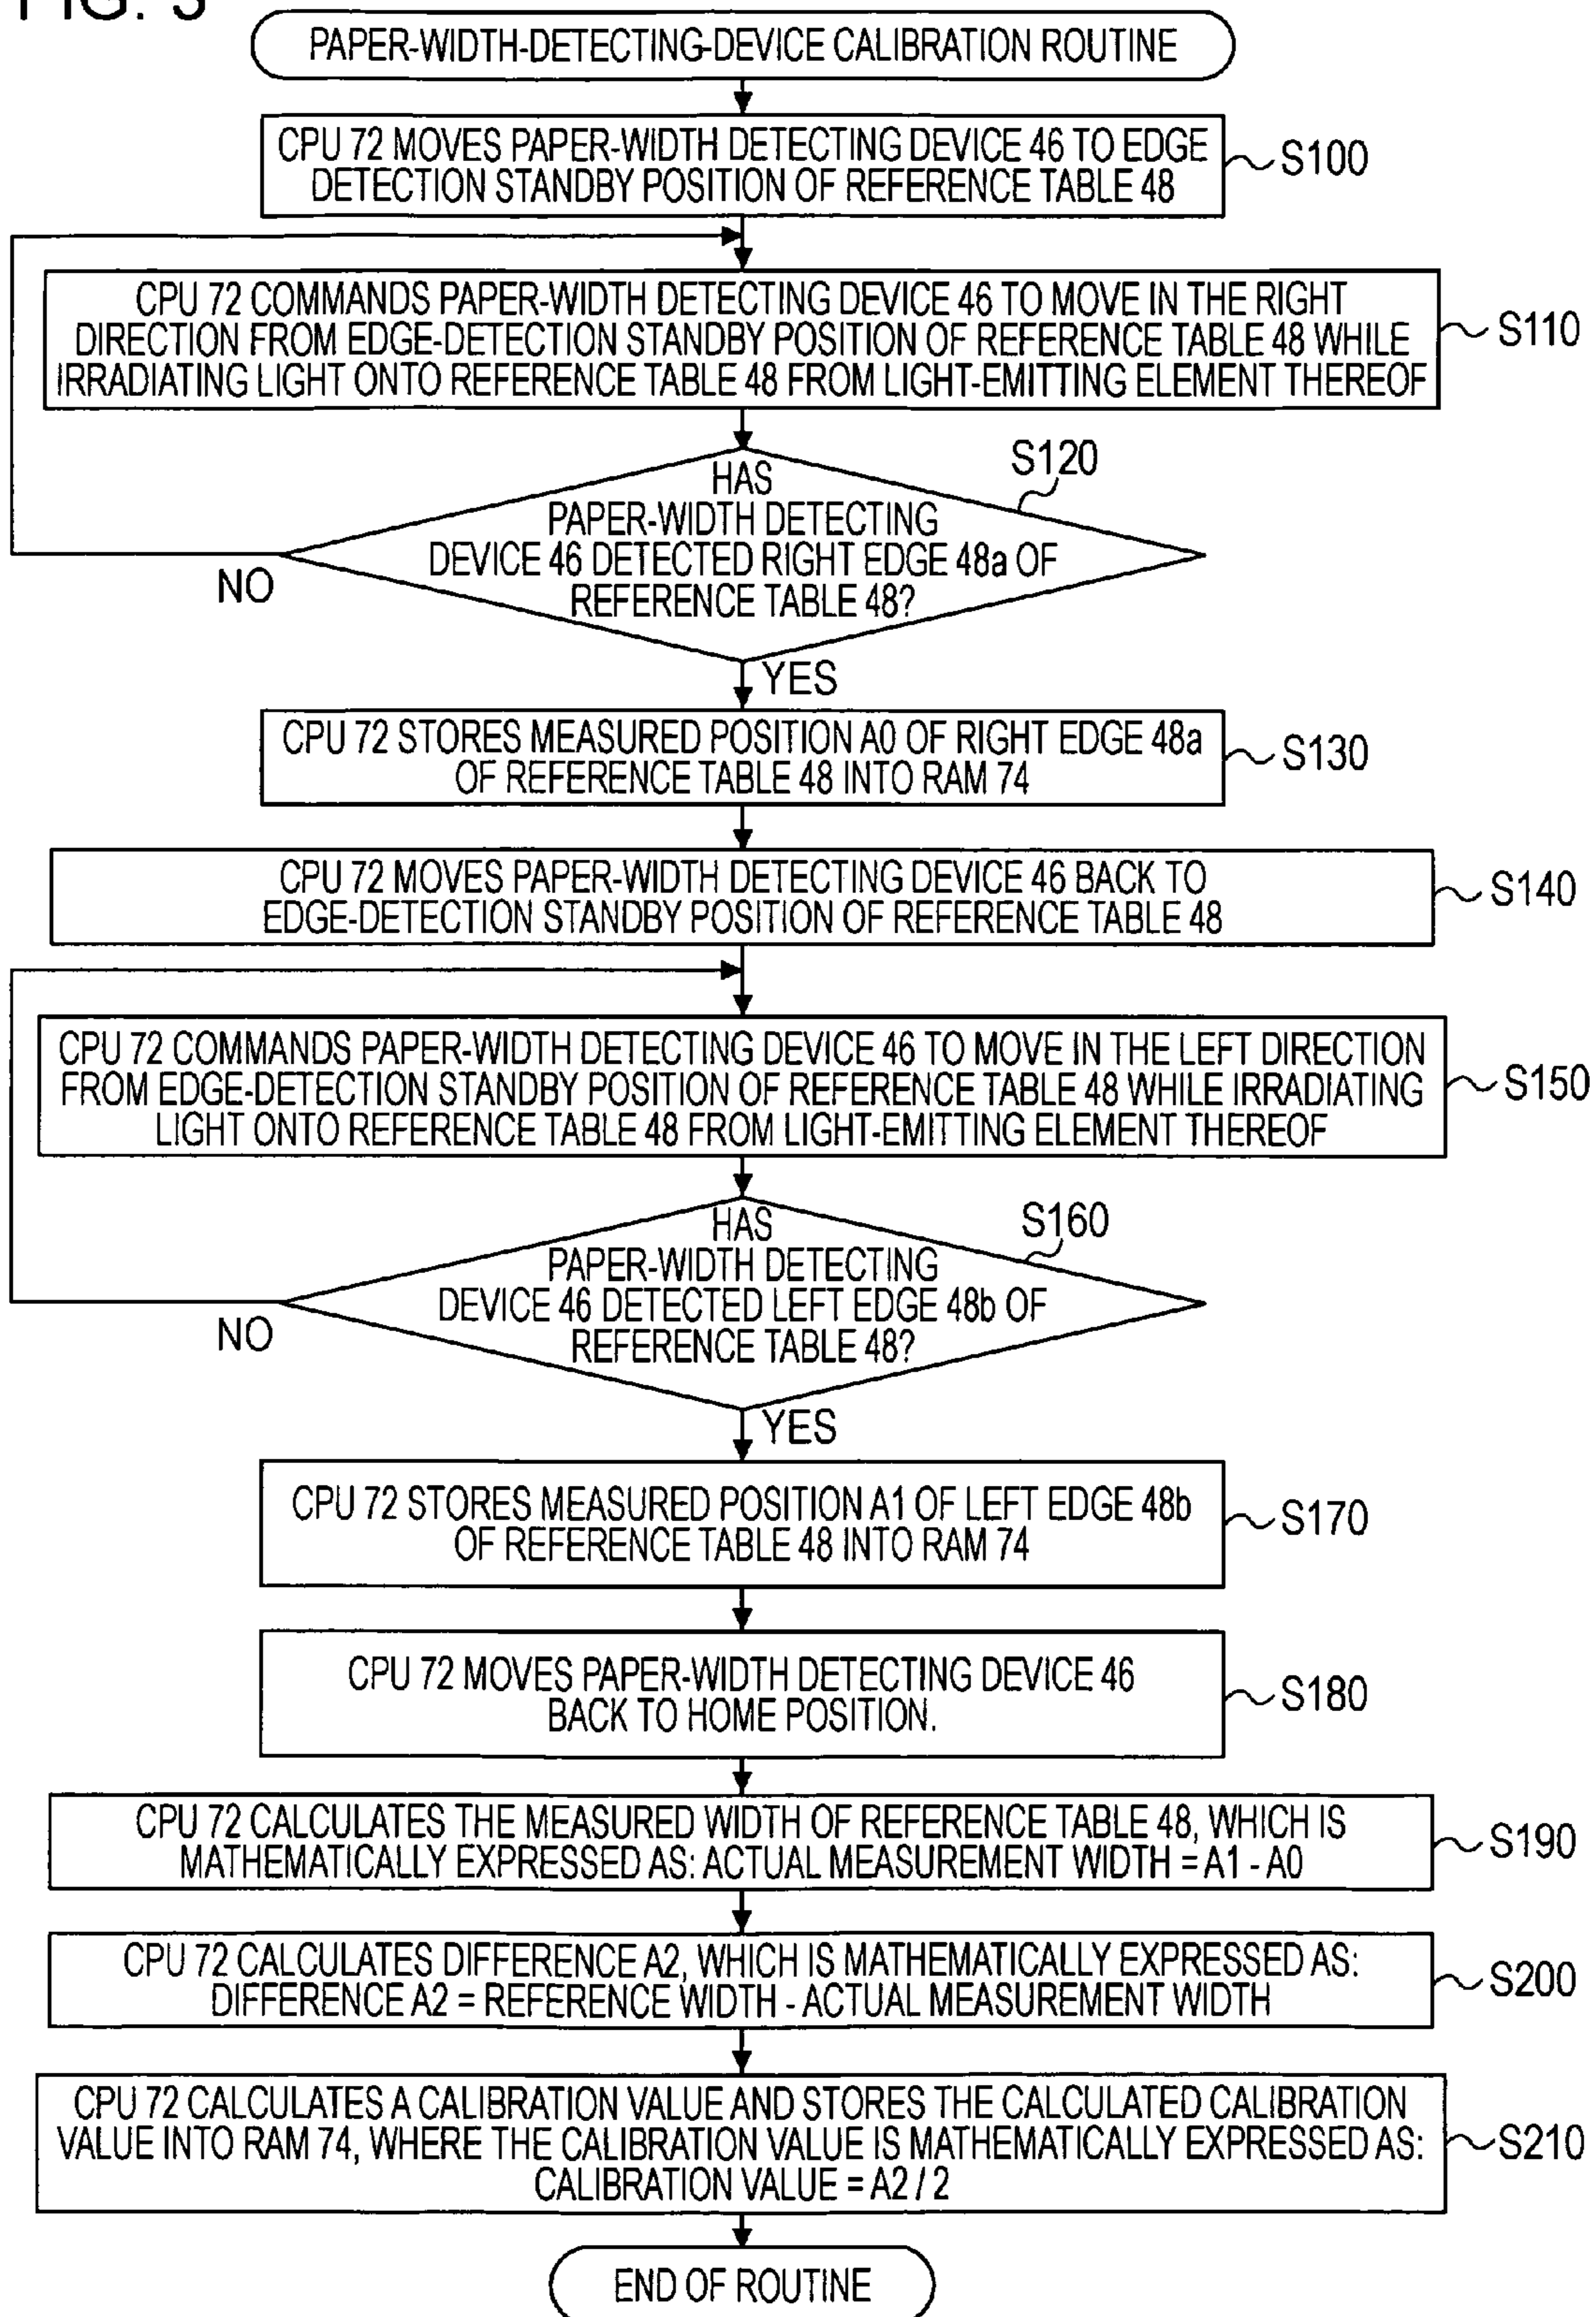 FIG. 5
PAPER-WIDTH-DETECTING-DEVICE CALIBRATION ROUTINE
CPU 72 MOVES PAPER-WIDTH DETECTING DEVICE 46 TO EDGE
DETECTION STANDBY POSITION OF REFERENCE TABLE 48
S100
CPU 72 COMMANDS PAPER-WIDTH DETECTING DEVICE 46 TO MOVE IN THE RIGHT
DIRECTION FROM EDGE-DETECTION STANDBY POSITION OF REFERENCE TABLE 48 WHILE
IRRADIATING LIGHT ONTO REFERENCE TABLE 48 FROM LIGHT-EMITTING ELEMENT THEREOF
S110
S120
HAS
PAPER-WIDTH DETECTING
DEVICE 46 DETECTED RIGHT EDGE 48a OF
REFERENCE TABLE 48?
NO
YES
CPU 72 STORES MEASURED POSITION A0 OF RIGHT EDGE 48a
OF REFERENCE TABLE 48 INTO RAM 74
S130
CPU 72 MOVES PAPER-WIDTH DETECTING DEVICE 46 BACK TO
EDGE-DETECTION STANDBY POSITION OF REFERENCE TABLE 48
S140
CPU 72 COMMANDS PAPER-WIDTH DETECTING DEVICE 46 TO MOVE IN THE LEFT DIRECTION
FROM EDGE-DETECTION STANDBY POSITION OF REFERENCE TABLE 48 WHILE IRRADIATING
LIGHT ONTO REFERENCE TABLE 48 FROM LIGHT-EMITTING ELEMENT THEREOF
S150
S160
HAS
PAPER-WIDTH DETECTING
DEVICE 46 DETECTED LEFT EDGE 48b OF
REFERENCE TABLE 48?
NO
YES
CPU 72 STORES MEASURED POSITION A1 OF LEFT EDGE 48b
OF REFERENCE TABLE 48 INTO RAM 74
S170
CPU 72 MOVES PAPER-WIDTH DETECTING DEVICE 46
BACK TO HOME POSITION.
S180
CPU 72 CALCULATES THE MEASURED WIDTH OF REFERENCE TABLE 48, WHICH IS
MATHEMATICALLY EXPRESSED AS: ACTUAL MEASUREMENT WIDTH = A1 - A0
S190
CPU 72 CALCULATES DIFFERENCE A2, WHICH IS MATHEMATICALLY EXPRESSED AS:
DIFFERENCE A2 = REFERENCE WIDTH - ACTUAL MEASUREMENT WIDTH
S200
CPU 72 CALCULATES A CALIBRATION VALUE AND STORES THE CALCULATED CALIBRATION
VALUE INTO RAM 74, WHERE THE CALIBRATION VALUE IS MATHEMATICALLY EXPRESSED AS:
CALIBRATION VALUE = A2 / 2
S210
END OF ROUTINE